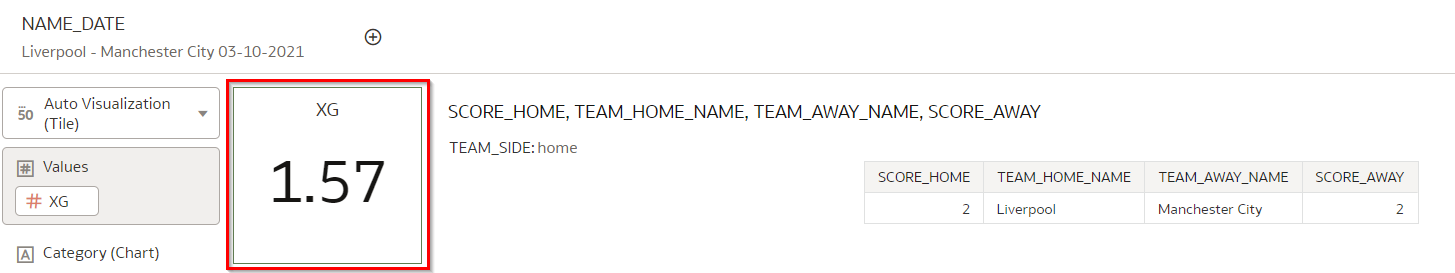 NAME_DATE
Liverpool - Manchester City 03-10-2021
50
Auto Visualization
(Tile)
Values
# XG
A Category (Chart)
XG
1.57
SCORE_HOME, TEAM_HOME_NAME, TEAM_AWAY_NAME, SCORE_AWAY
TEAM_SIDE: home
SCORE_HOME TEAM_HOME_NAME TEAM_AWAY_NAME SCORE_AWAY
2 Liverpool Manchester City 2